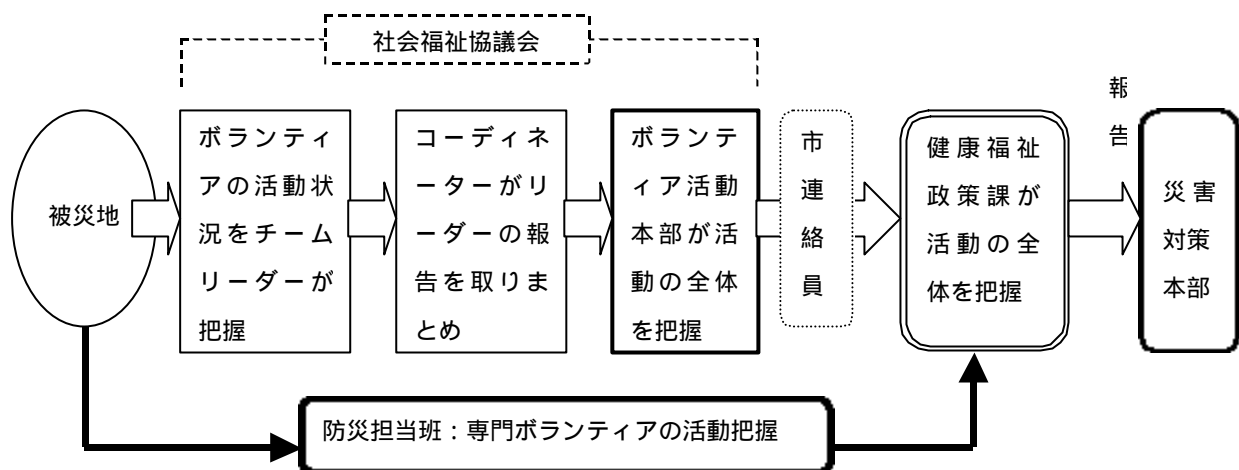 社会福祉協議会
被災地
ボランティ
アの活動状
況をチーム
リーダーが
把握
コーディネ
ーターがリ
ーダーの報
告を取りま
とめ
ボランテ
ィア活動
本部が活
動の全体
を把握
市
連
絡
員
健康福祉
政策課が
活動の全
体を把握
報
告
災害
対策
本部
防災担当班：専門ボランティアの活動把握